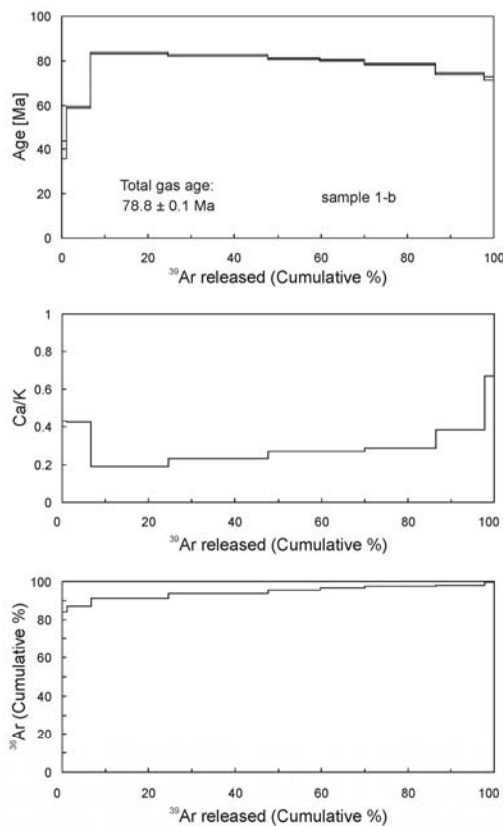 100
80
60
40
20
0
Age [Ma]
Total gas age:
78.8 ± 0.1 Ma
sample 1-b
0 20 40 60 80 100
³⁹Ar released (Cumulative %)
1
0.8
0.6
0.4
0.2
0
Ca/K
0 20 40 60 80 100
³⁹Ar released (Cumulative %)
100
80
60
40
20
0
³⁶Ar (Cumulative %)
0 20 40 60 80 100
³⁹Ar released (Cumulative %)